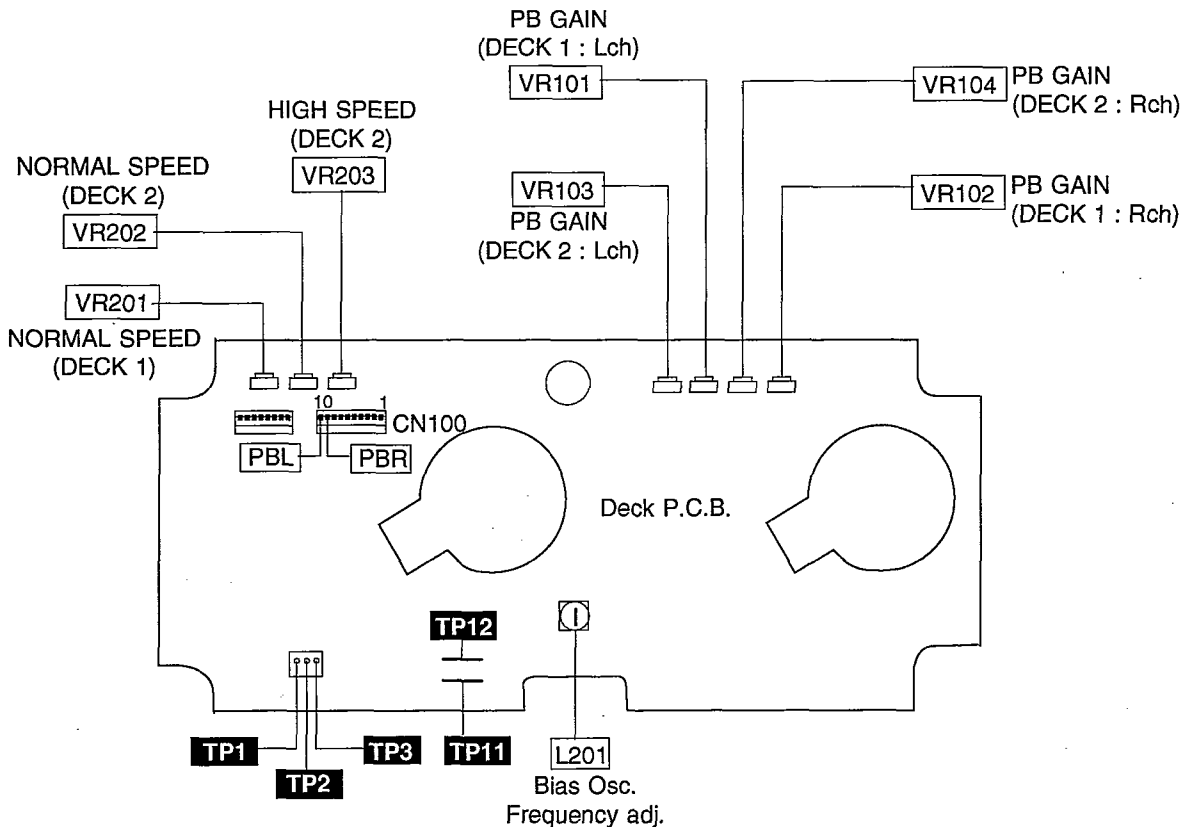 PB GAIN
(DECK 1 : Lch)
VR101
VR104
PB GAIN
(DECK 2 : Rch)
HIGH SPEED
(DECK 2)
VR203
VR103
PB GAIN
(DECK 2 : Lch)
VR102
PB GAIN
(DECK 1 : Rch)
NORMAL SPEED
(DECK 2)
VR202
VR201
NORMAL SPEED
(DECK 1)
10
1
CN100
PBL
PBR
Deck P.C.B.
TP12
TP1
TP2
TP3
TP11
L201
Bias Osc.
Frequency adj.